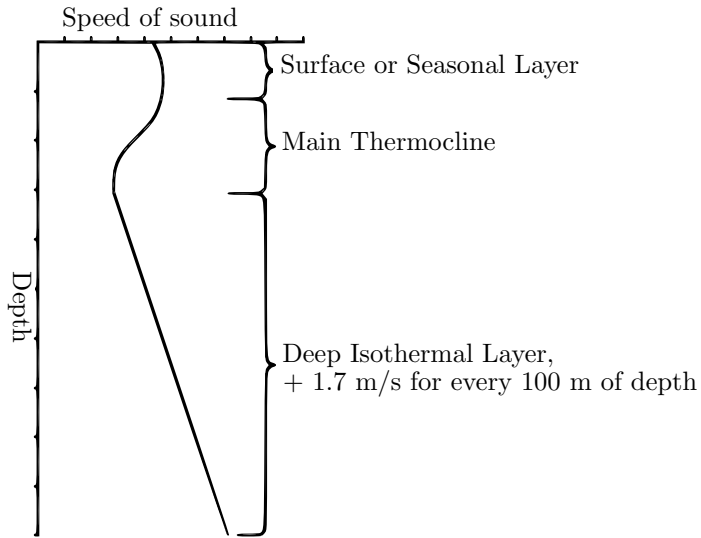 Speed of sound
Surface or Seasonal Layer
Main Thermocline
Depth
Deep Isothermal Layer,
+ 1.7 m/s for every 100 m of depth